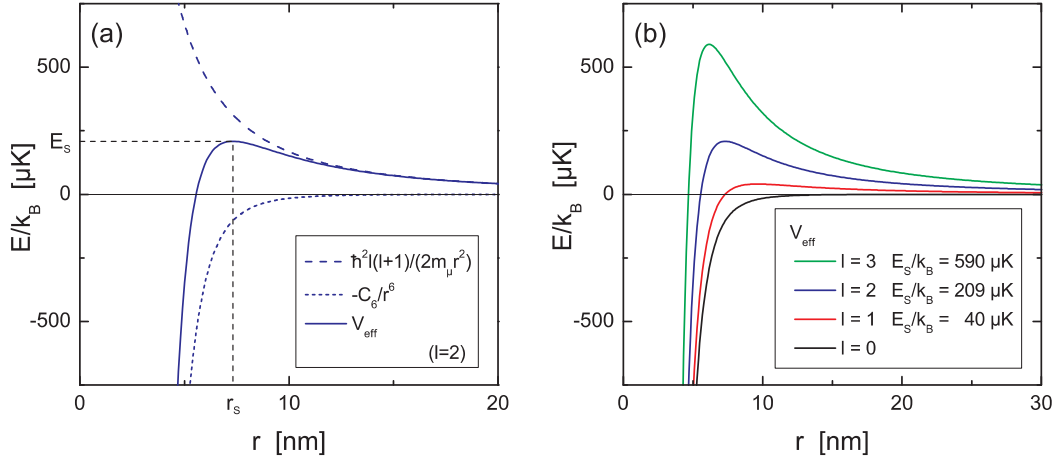 (a)
500
E_S
0
-500
E/k_B [µK]
ħ²l(l+1)/(2m_µr²)
-C₆/r⁶
V_eff
(l=2)
0
r_S
10
20
r [nm]
(b)
500
0
-500
E/k_B [µK]
V_eff
l = 3 E_S/k_B = 590 µK
l = 2 E_S/k_B = 209 µK
l = 1 E_S/k_B = 40 µK
l = 0
0
10
20
30
r [nm]